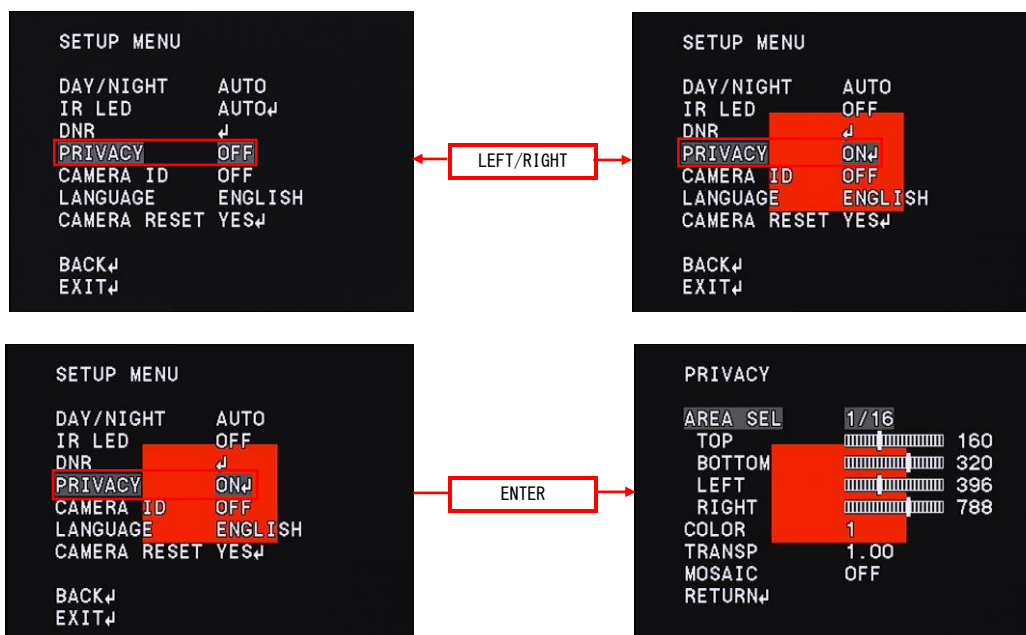 SETUP MENU
DAY/NIGHT AUTO
IR LED AUTO↲
DNR ↲
PRIVACY OFF
CAMERA ID OFF
LANGUAGE ENGLISH
CAMERA RESET YES↲
BACK↲
EXIT↲
LEFT/RIGHT
SETUP MENU
DAY/NIGHT AUTO
IR LED OFF
DNR ↲
PRIVACY ON↲
CAMERA ID OFF
LANGUAGE ENGLISH
CAMERA RESET YES↲
BACK↲
EXIT↲
SETUP MENU
DAY/NIGHT AUTO
IR LED OFF
DNR ↲
PRIVACY ON↲
CAMERA ID OFF
LANGUAGE ENGLISH
CAMERA RESET YES↲
BACK↲
EXIT↲
ENTER
PRIVACY
AREA SEL 1/16
TOP 160
BOTTOM 320
LEFT 396
RIGHT 788
COLOR 1
TRANSP 1.00
MOSAIC OFF
RETURN↲